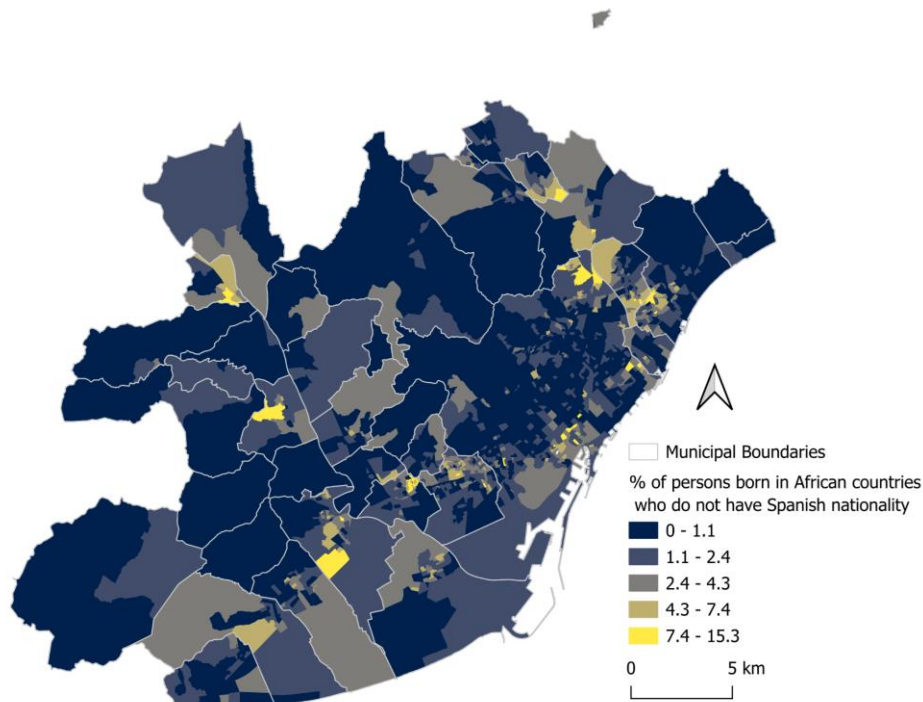 Municipal Boundaries
% of persons born in African countries
who do not have Spanish nationality
0 - 1.1
1.1 - 2.4
2.4 - 4.3
4.3 - 7.4
7.4 - 15.3
0 5 km